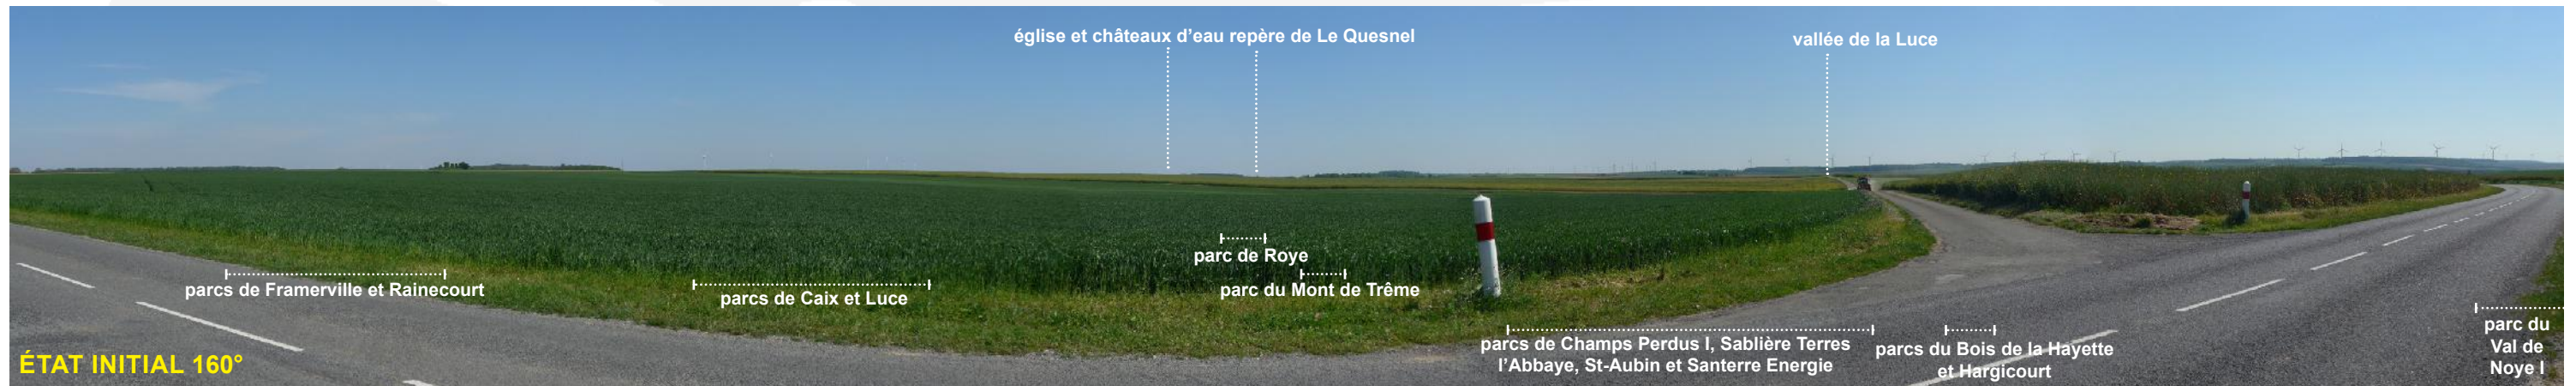 église et châteaux d'eau repère de Le Quesnel
vallée de la Luce
parc de Roye
parcs de Framerville et Rainecourt
parcs de Caix et Luce
parc du Mont de Trême
parcs de Champs Perdus I, Sablière Terres
l'Abbaye, St-Aubin et Santerre Energie
parcs du Bois de la Hayette
et Hargicourt
parc du
Val de
Noye I
ÉTAT INITIAL 160°